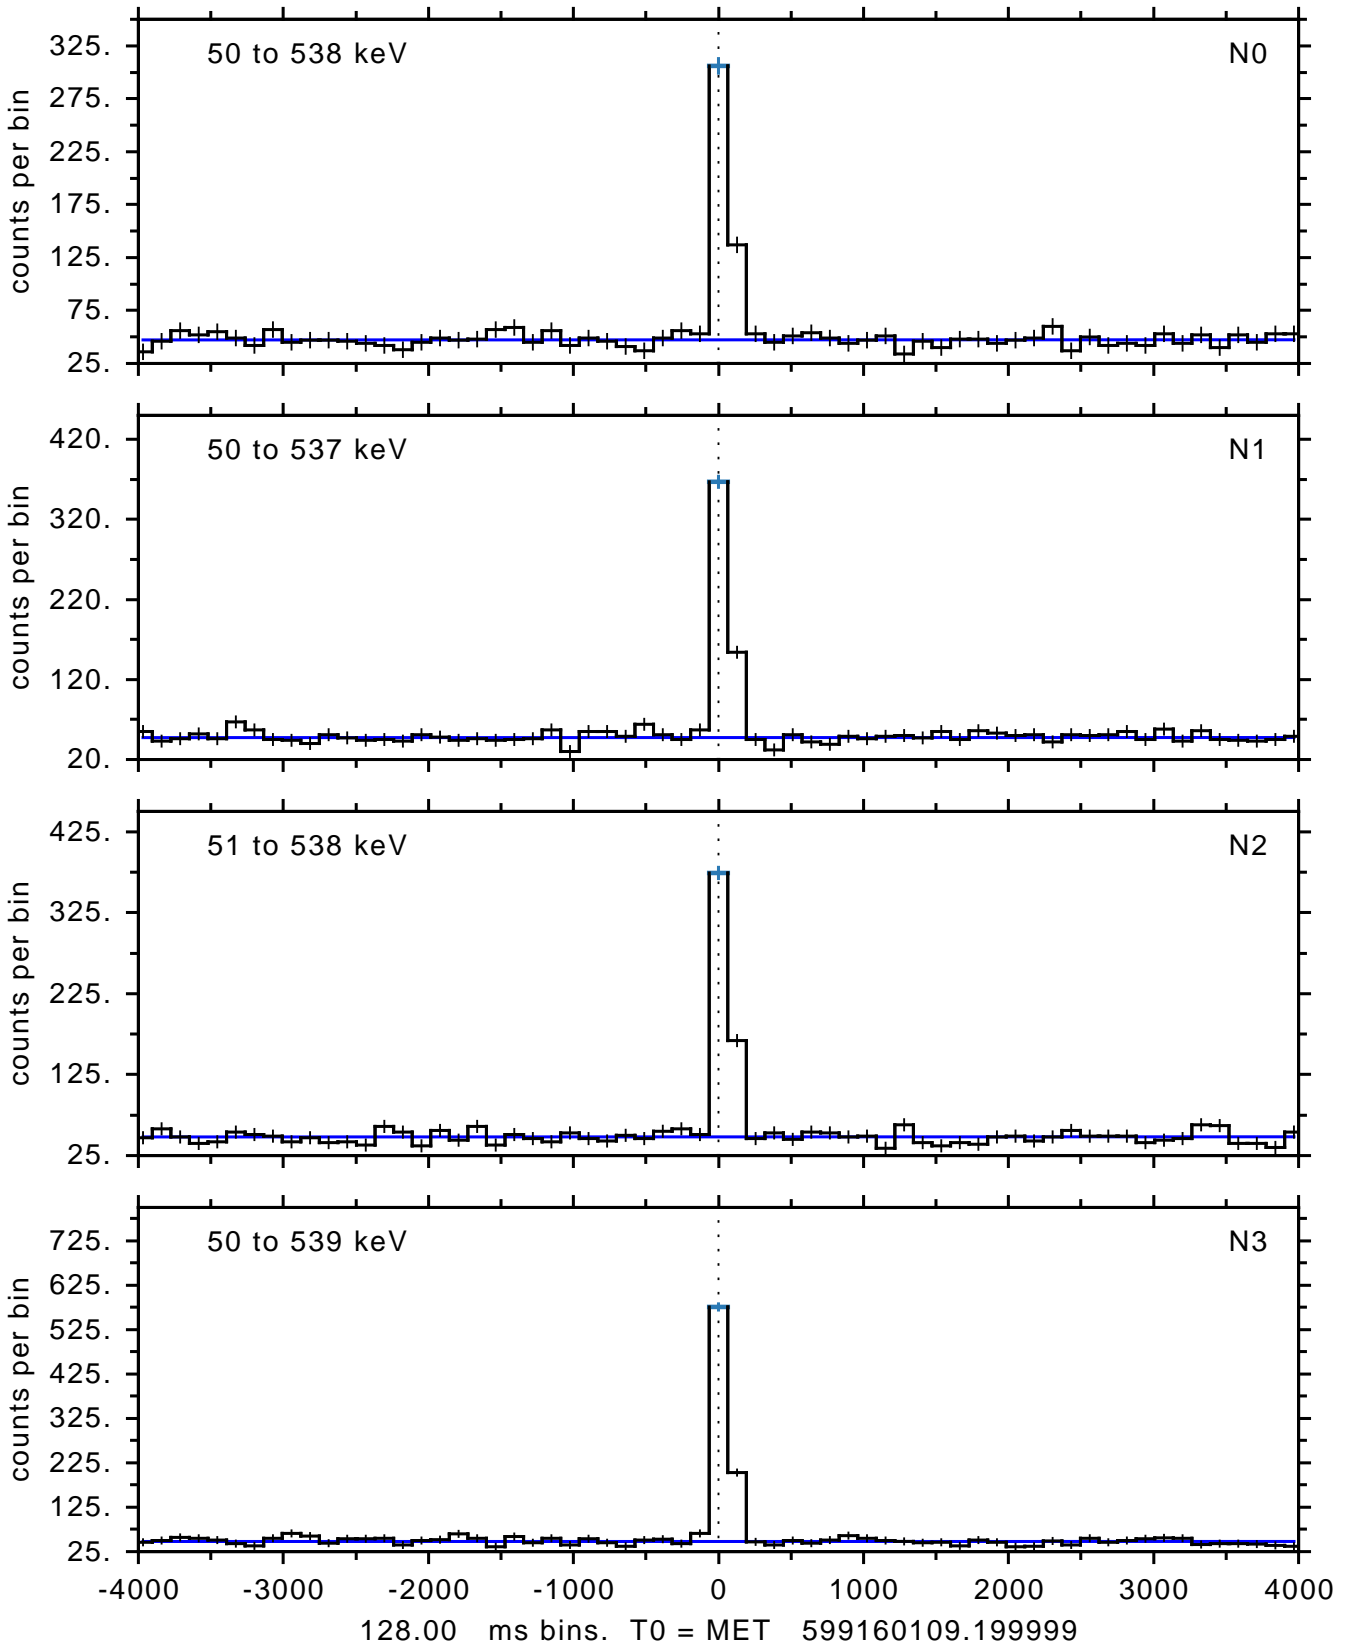 50 to 538 keV N0
counts per bin
325.
275.
225.
175.
125.
75.
25.
50 to 537 keV N1
counts per bin
420.
320.
220.
120.
20.
51 to 538 keV N2
counts per bin
425.
325.
225.
125.
25.
50 to 539 keV N3
counts per bin
725.
625.
525.
425.
325.
225.
125.
25.
-4000 -3000 -2000 -1000 0 1000 2000 3000 4000
128.00 ms bins. T0 = MET 599160109.199999